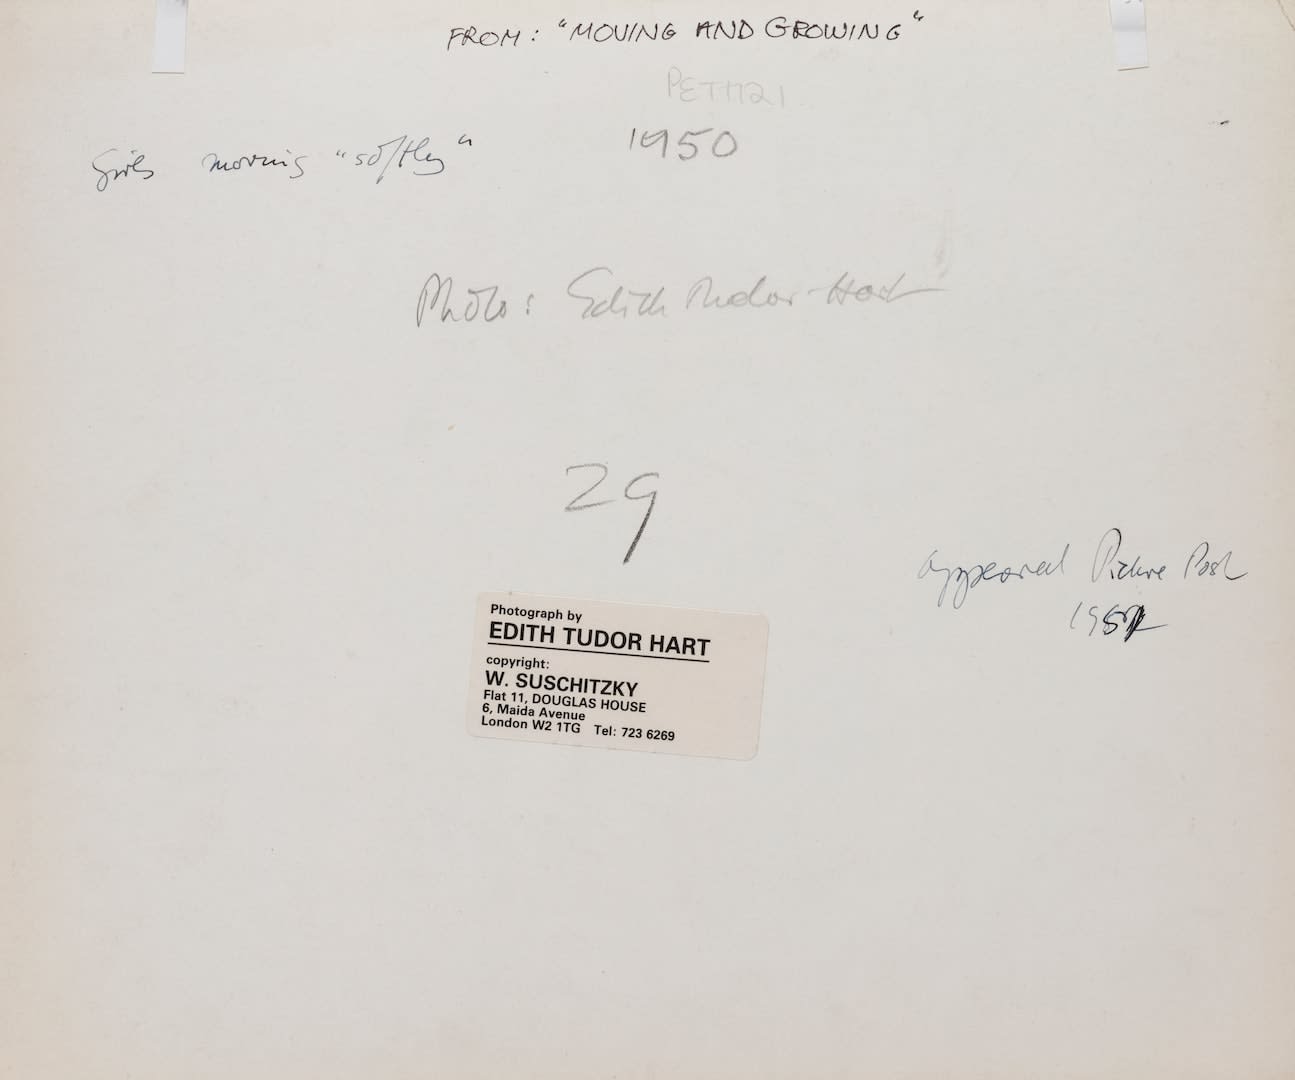 FROM: "MOVING AND GROWING"
PETH21
1950
Girls moving "softly"
Photo: Edith Tudor-Hart
29
appeared Picture Post
Photograph by
EDITH TUDOR HART
copyright:
W. SUSCHITZKY
Flat 11, DOUGLAS HOUSE
6, Maida Avenue
London W2 1TG Tel: 723 6269